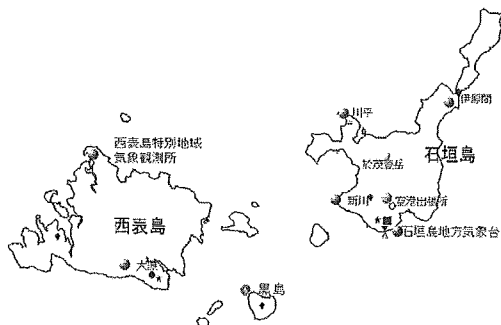 伊原間
川平
西表島特別地域
気象観測所
於茂登岳
石垣島
新川
空港出張所
西表島
石垣島地方気象台
大原
黒島